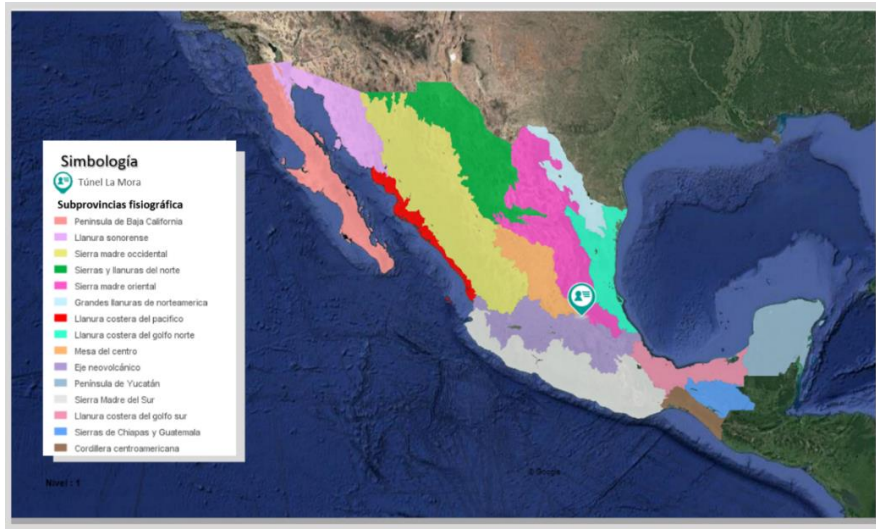 Simbología
Túnel La Mora
Subprovincias fisiográfica
Peninsula de Baja California
Llanura sonorense
Sierra madre occidental
Sierras y llanuras del norte
Sierra madre oriental
Grandes llanuras de norteamerica
Llanura costera del pacifico
Llanura costera del golfo norte
Mesa del centro
Eje neovolcánico
Península de Yucatán
Sierra Madre del Sur
Llanura costera del golfo sur
Sierras de Chiapas y Guatemala
Cordillera centroamericana
Nivel : 1
© Google